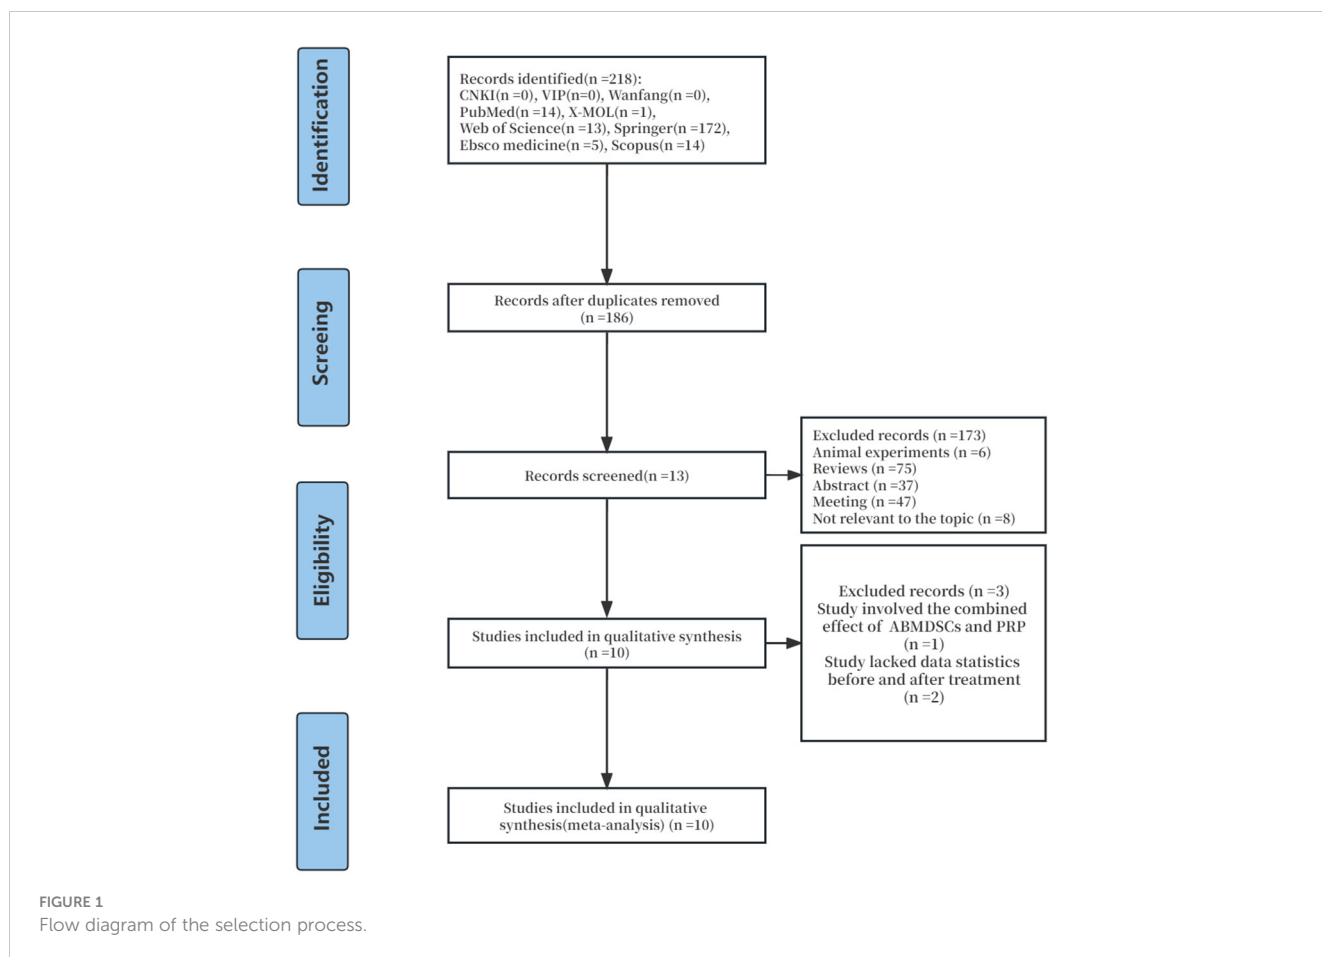 Identification
Records identified(n =218):
CNKI(n =0), VIP(n=0), Wanfang(n =0),
PubMed(n =14), X-MOL(n =1),
Web of Science(n =13), Springer(n =172),
Ebsco medicine(n =5), Scopus(n =14)
Screeing
Records after duplicates removed
(n =186)
Records screened(n =13)
Excluded records (n =173)
Animal experiments (n =6)
Reviews (n =75)
Abstract (n =37)
Meeting (n =47)
Not relevant to the topic (n =8)
Eligibility
Studies included in qualitative synthesis
(n =10)
Excluded records (n =3)
Study involved the combined
effect of ABMDSCs and PRP
(n =1)
Study lacked data statistics
before and after treatment
(n =2)
Included
Studies included in qualitative
synthesis(meta-analysis) (n =10)
FIGURE 1
Flow diagram of the selection process.